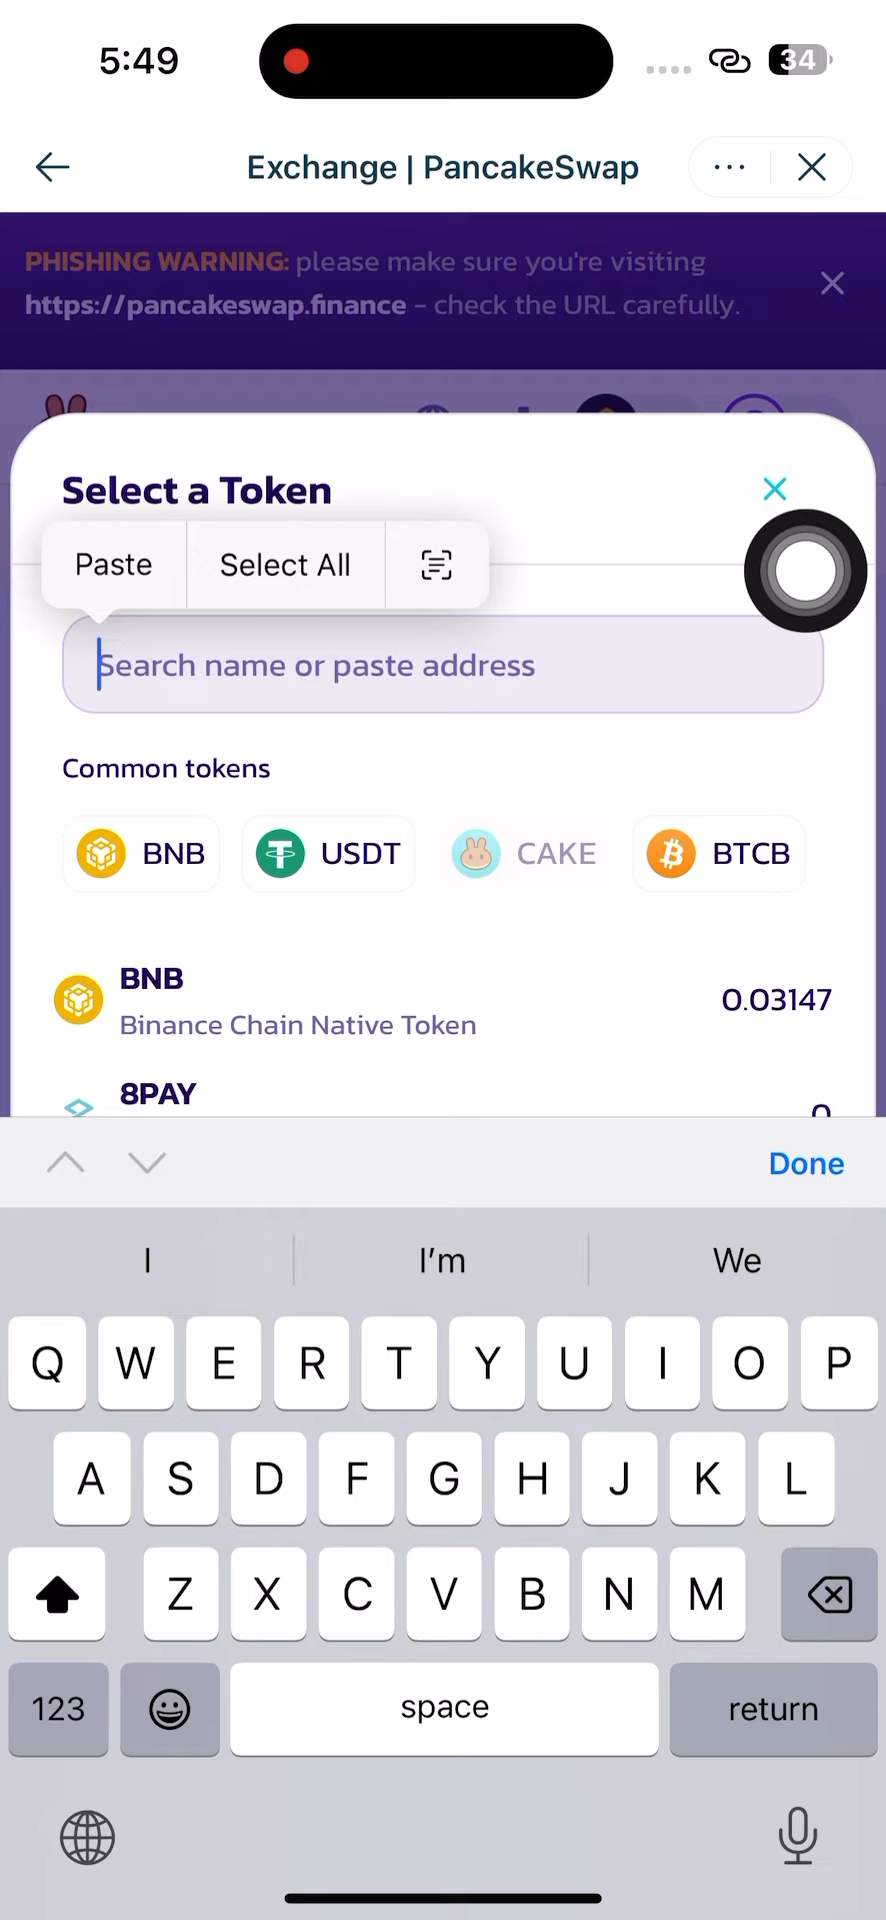 5:49
34
Exchange | PancakeSwap
PHISHING WARNING: please make sure you're visiting
https://pancakeswap.finance - check the URL carefully.
Select a Token
Paste Select All
Search name or paste address
Common tokens
BNB USDT CAKE BTCB
BNB
Binance Chain Native Token
0.03147
8PAY
0
Done
I I'm We
Q W E R T Y U I O P
A S D F G H J K L
Z X C V B N M
123 space return